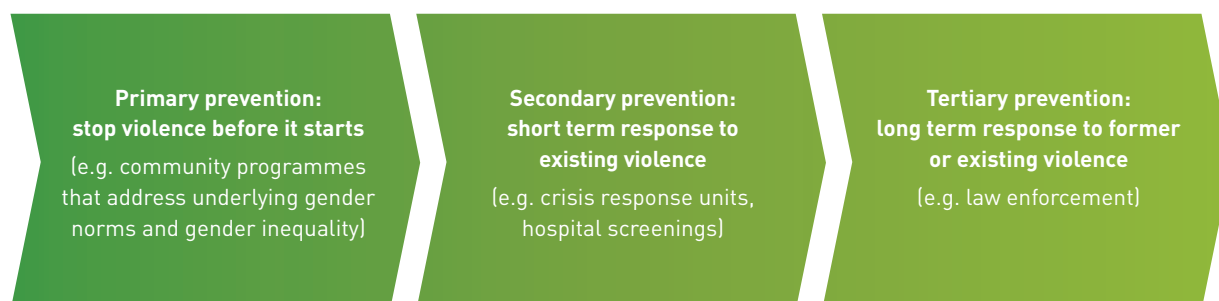 Primary prevention:
stop violence before it starts
(e.g. community programmes
that address underlying gender
norms and gender inequality)
Secondary prevention:
short term response to
existing violence
(e.g. crisis response units,
hospital screenings)
Tertiary prevention:
long term response to former
or existing violence
(e.g. law enforcement)